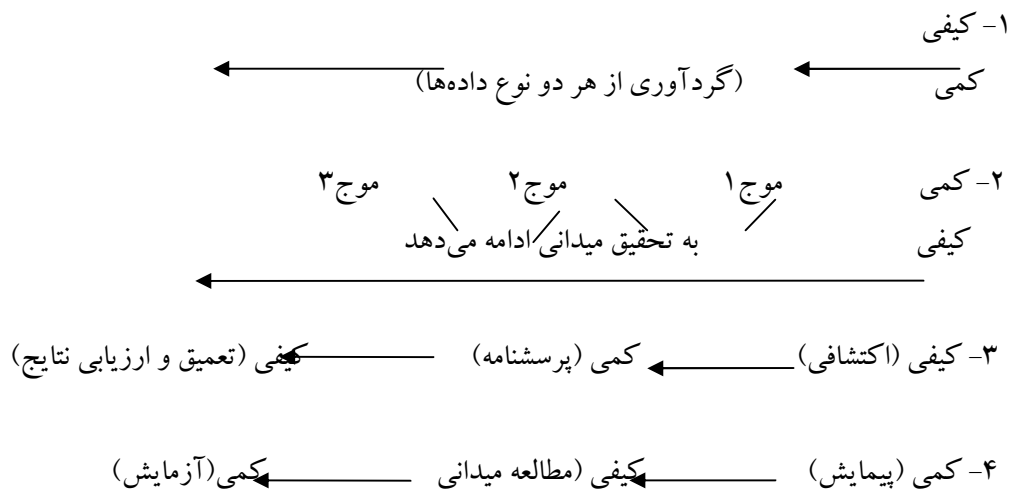 ۱- کیفی
کمی (گردآوری از هر دو نوع داده‌ها)
۲- کمی موج۱ موج۲ موج۳
کیفی به تحقیق میدانی ادامه می‌دهد
۳- کیفی (اکتشافی) کمی (پرسشنامه) کیفی (تعمیق و ارزیابی نتایج)
۴- کمی (پیمایش) کیفی (مطالعه میدانی کمی(آزمایش)